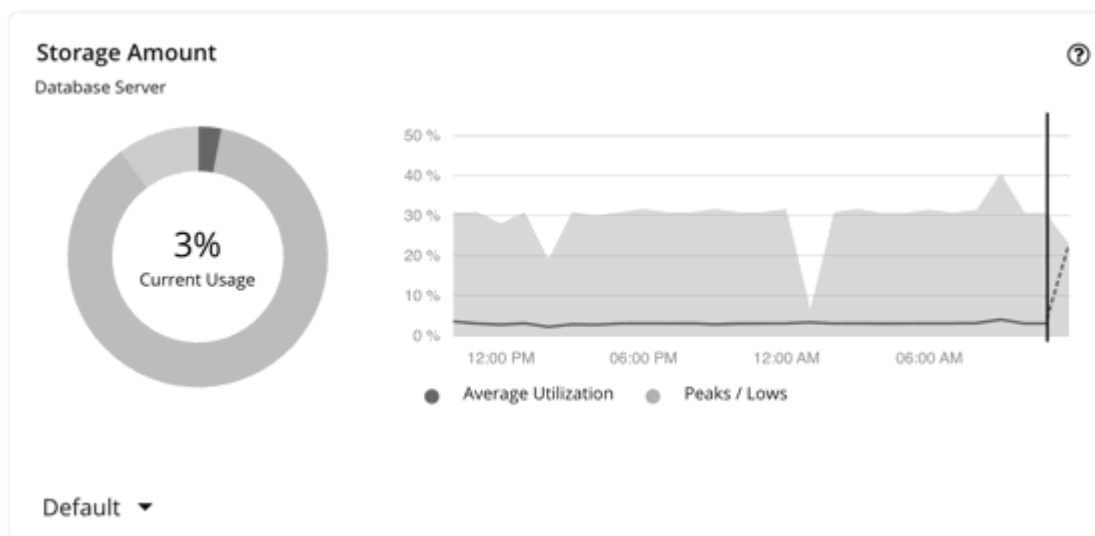 Storage Amount
Database Server
3%
Current Usage
50 %
40 %
30 %
20 %
10 %
0 %
12:00 PM 06:00 PM 12:00 AM 06:00 AM
Average Utilization Peaks / Lows
Default